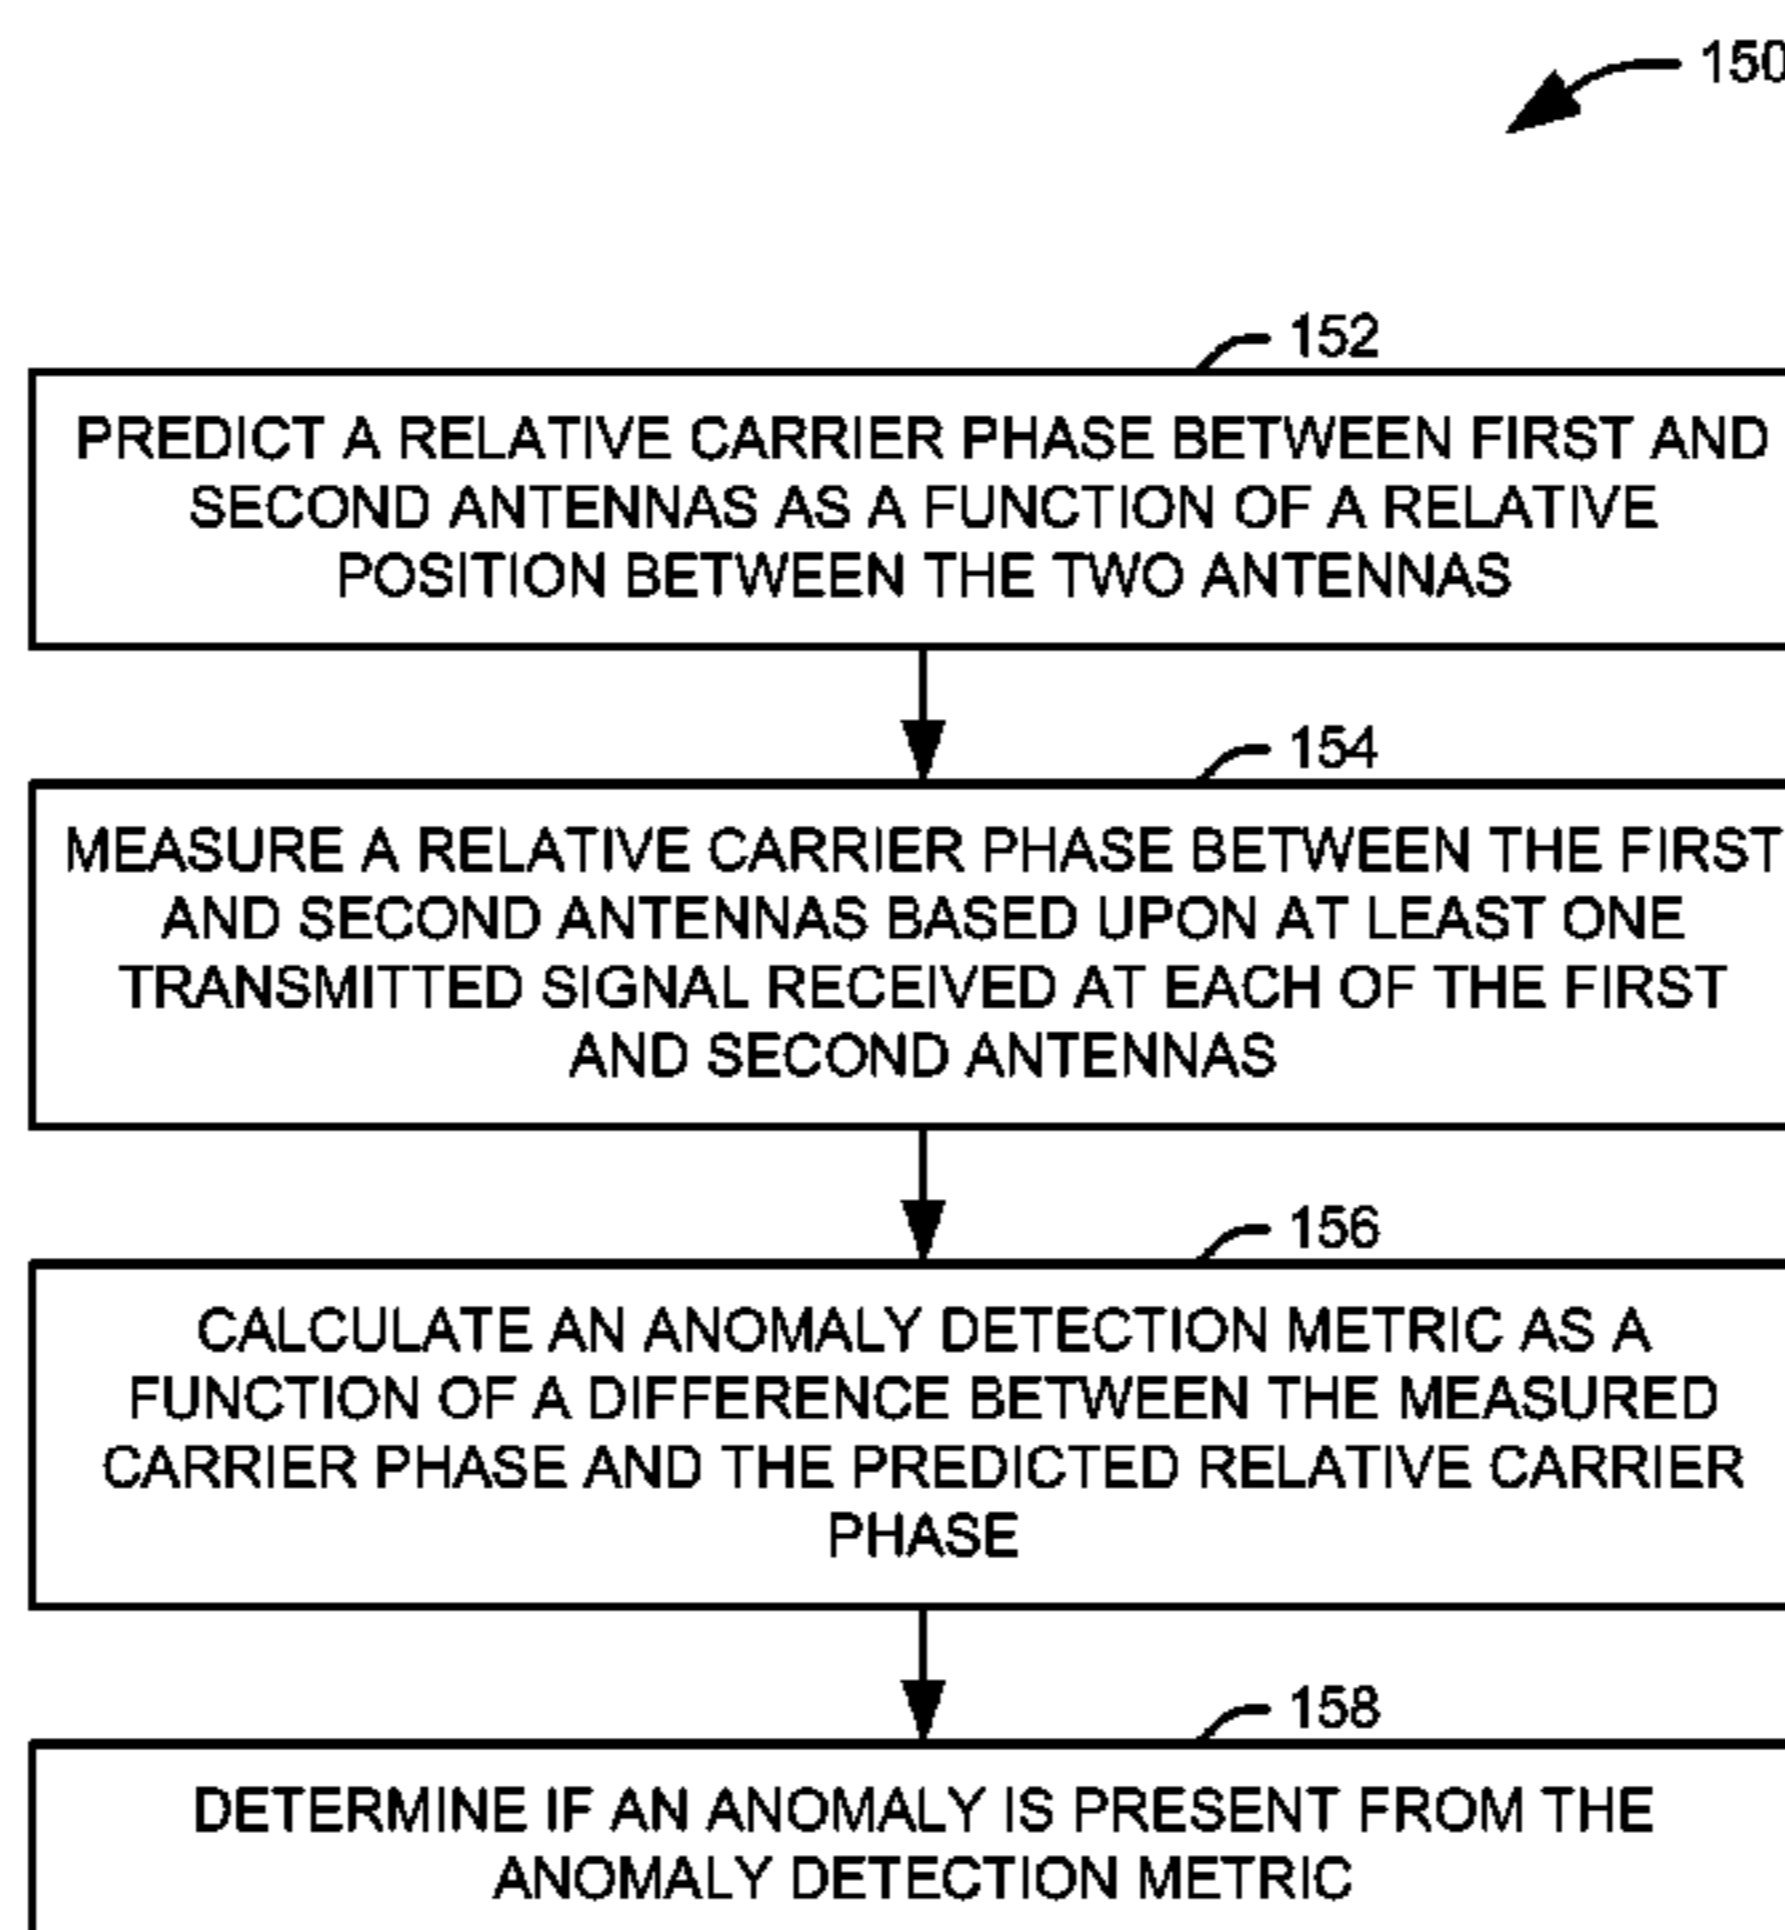 150
152
PREDICT A RELATIVE CARRIER PHASE BETWEEN FIRST AND
SECOND ANTENNAS AS A FUNCTION OF A RELATIVE
POSITION BETWEEN THE TWO ANTENNAS
154
MEASURE A RELATIVE CARRIER PHASE BETWEEN THE FIRST
AND SECOND ANTENNAS BASED UPON AT LEAST ONE
TRANSMITTED SIGNAL RECEIVED AT EACH OF THE FIRST
AND SECOND ANTENNAS
156
CALCULATE AN ANOMALY DETECTION METRIC AS A
FUNCTION OF A DIFFERENCE BETWEEN THE MEASURED
CARRIER PHASE AND THE PREDICTED RELATIVE CARRIER
PHASE
158
DETERMINE IF AN ANOMALY IS PRESENT FROM THE
ANOMALY DETECTION METRIC